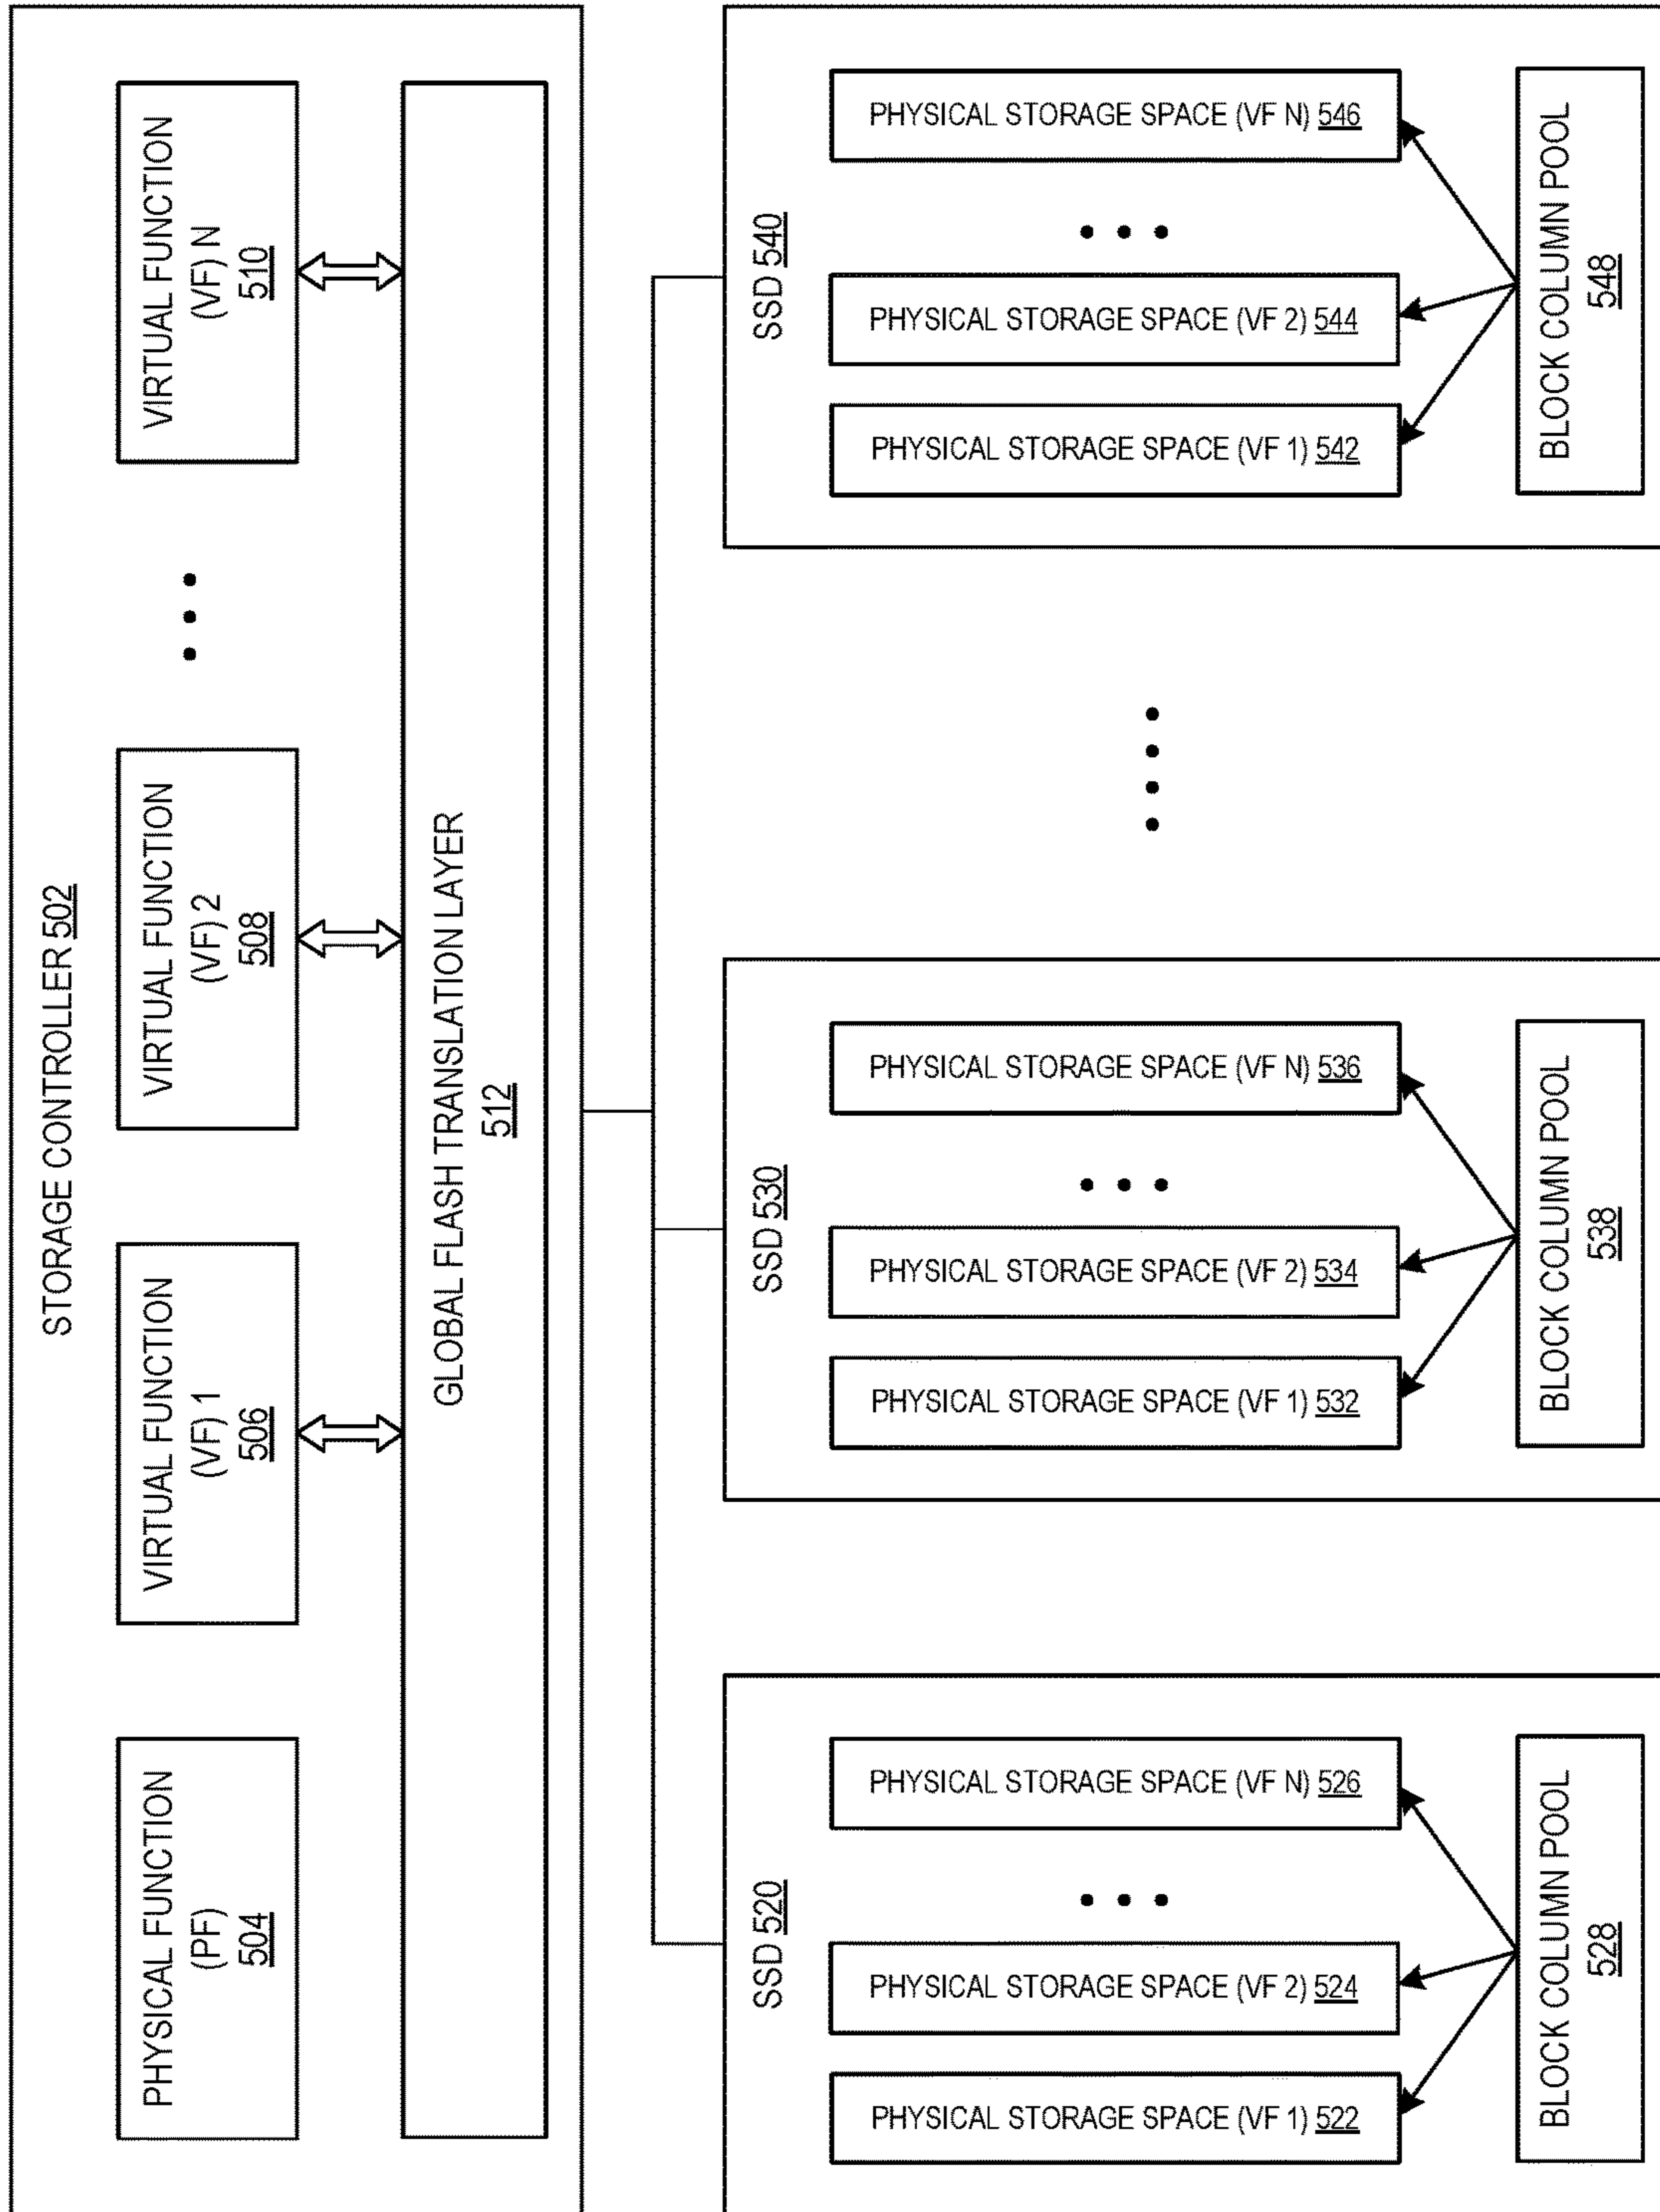 STORAGE CONTROLLER 502
PHYSICAL FUNCTION
(PF)
504
VIRTUAL FUNCTION
(VF) 1
506
VIRTUAL FUNCTION
(VF) 2
508
VIRTUAL FUNCTION
(VF) N
510
GLOBAL FLASH TRANSLATION LAYER
512
SSD 520
PHYSICAL STORAGE SPACE (VF 1) 522
PHYSICAL STORAGE SPACE (VF 2) 524
PHYSICAL STORAGE SPACE (VF N) 526
BLOCK COLUMN POOL
528
SSD 530
PHYSICAL STORAGE SPACE (VF 1) 532
PHYSICAL STORAGE SPACE (VF 2) 534
PHYSICAL STORAGE SPACE (VF N) 536
BLOCK COLUMN POOL
538
SSD 540
PHYSICAL STORAGE SPACE (VF 1) 542
PHYSICAL STORAGE SPACE (VF 2) 544
PHYSICAL STORAGE SPACE (VF N) 546
BLOCK COLUMN POOL
548